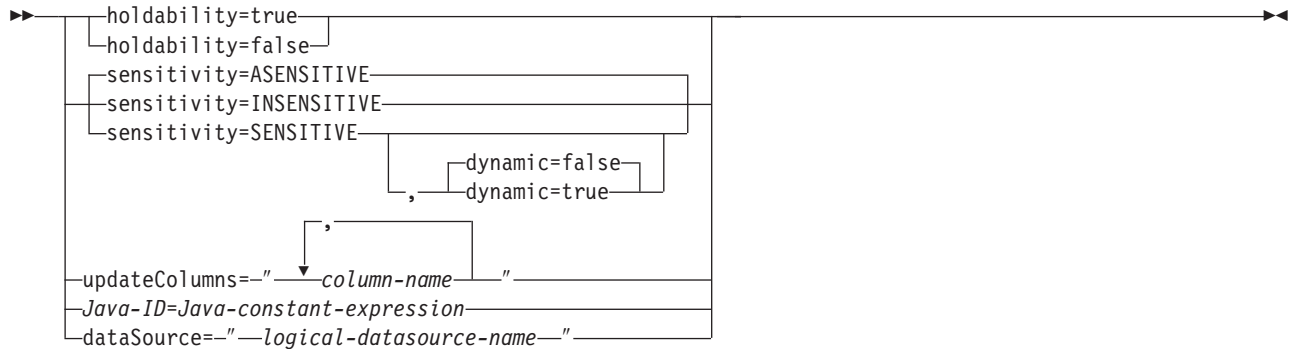 holdability=true
holdability=false
sensitivity=ASENSITIVE
sensitivity=INSENSITIVE
sensitivity=SENSITIVE
dynamic=false
, dynamic=true
,
updateColumns= " column-name "
Java-ID=Java-constant-expression
dataSource= " logical-datasource-name "